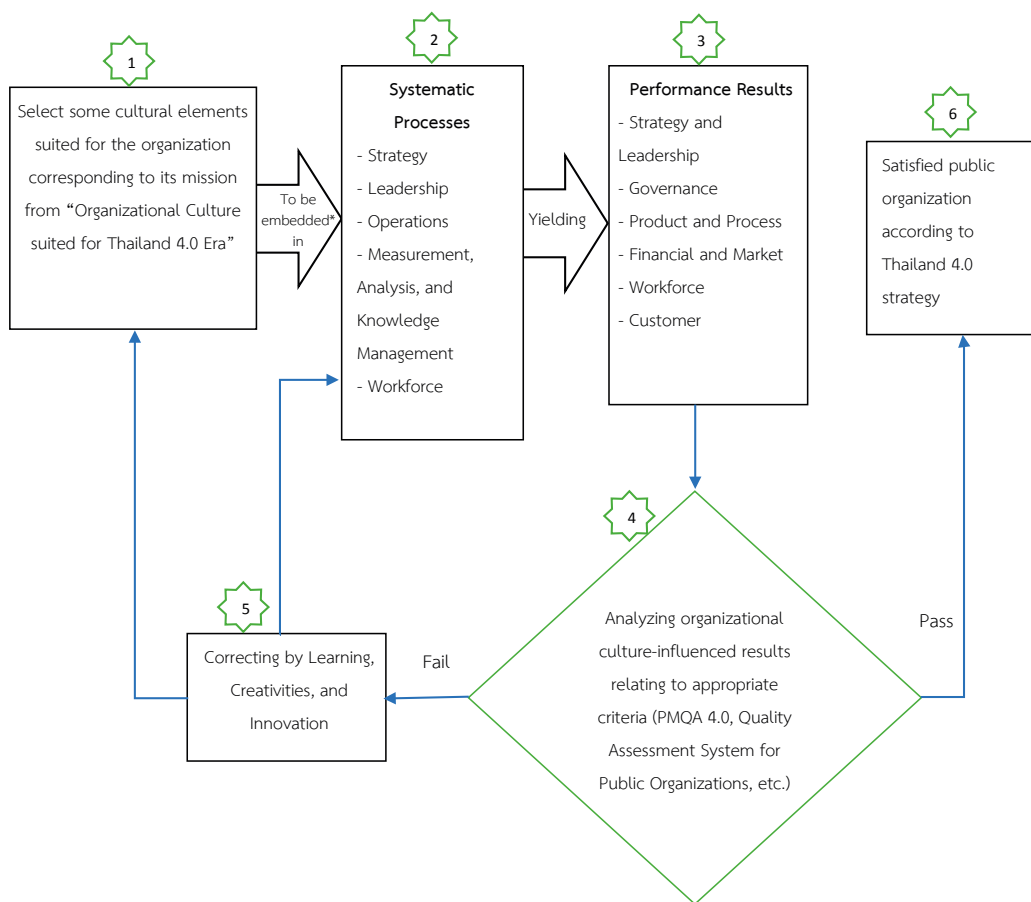 1
Select some cultural elements
suited for the organization
corresponding to its mission
from “Organizational Culture
suited for Thailand 4.0 Era”
To be
embedded*
in
2
Systematic
Processes
- Strategy
- Leadership
- Operations
- Measurement,
Analysis, and
Knowledge
Management
- Workforce
Yielding
3
Performance Results
- Strategy and
Leadership
- Governance
- Product and Process
- Financial and Market
- Workforce
- Customer
6
Satisfied public
organization
according to
Thailand 4.0
strategy
4
Analyzing organizational
culture-influenced results
relating to appropriate
criteria (PMQA 4.0, Quality
Assessment System for
Public Organizations, etc.)
Pass
Fail
5
Correcting by Learning,
Creativities, and
Innovation